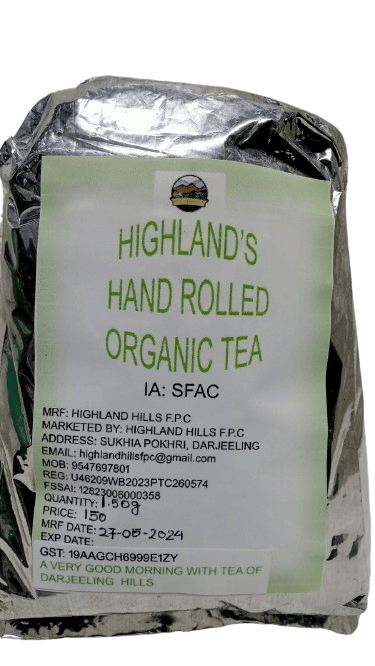 HIGHLAND'S
HAND ROLLED
ORGANIC TEA
IA: SFAC
MRF: HIGHLAND HILLS F.P.C
MARKETED BY: HIGHLAND HILLS F.P.C
ADDRESS: SUKHIA POKHRI, DARJEELING
EMAIL: highlandhillsfpc@gmail.com
MOB: 9547697801
REG: U46209WB2023PTC260574
FSSAI: 12823006000358
QUANTITY: 1.50g
PRICE: 150
MRF DATE: 27-05-2024
EXP DATE:
GST: 19AAGCH6999E1ZY
A VERY GOOD MORNING WITH TEA OF
DARJEELING HILLS